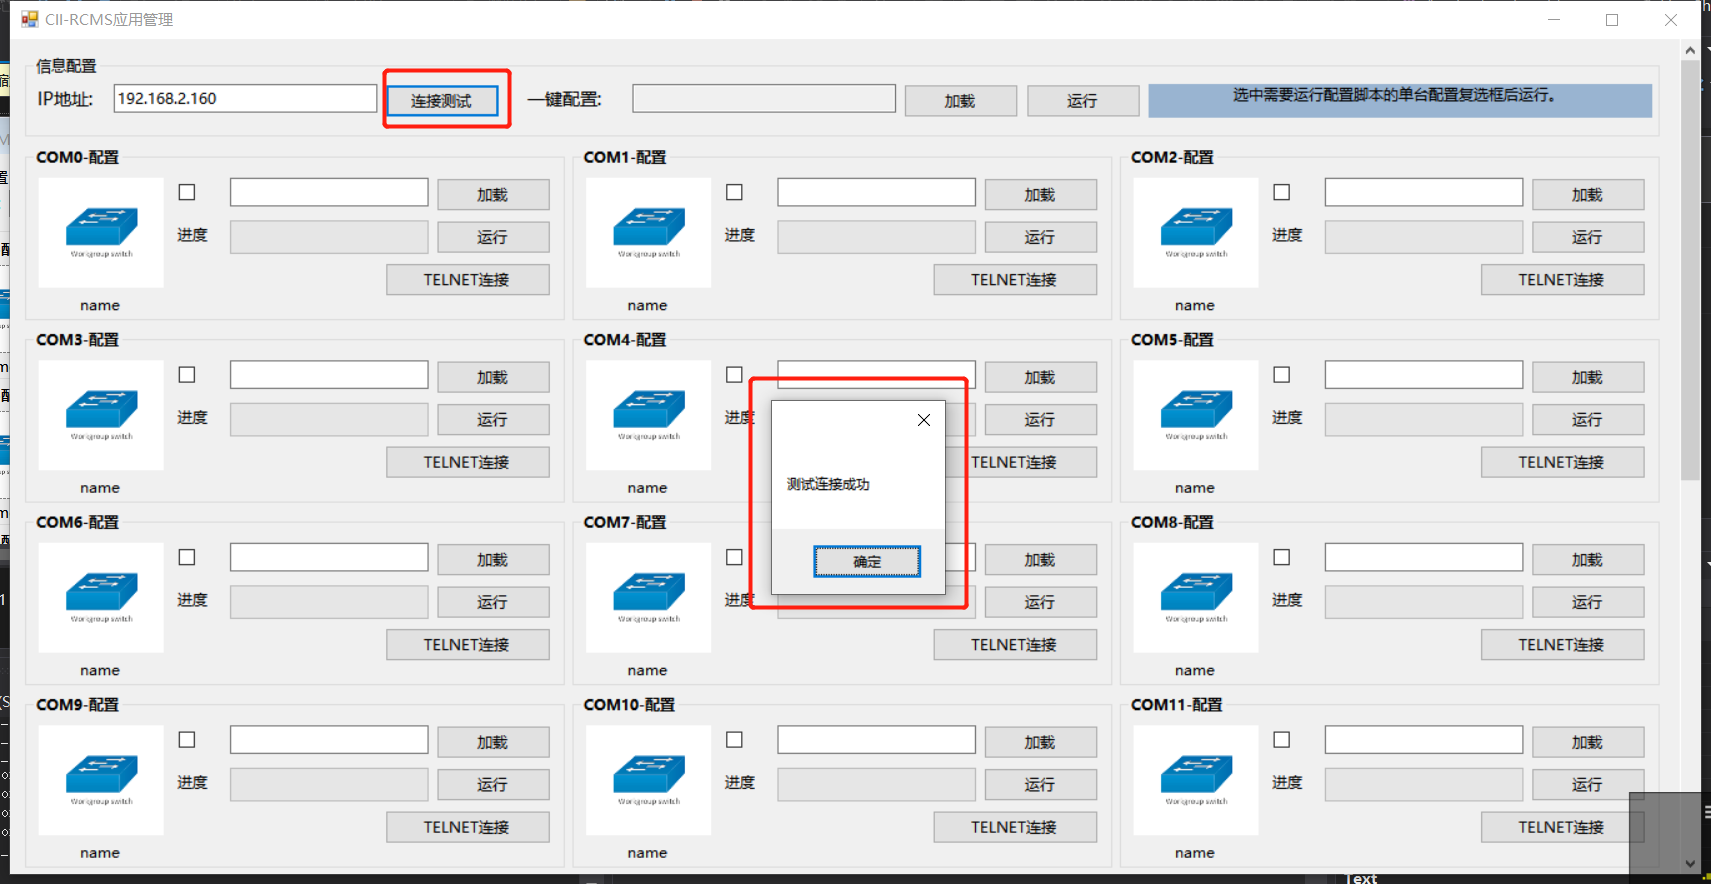 CII-RCMS应用管理
信息配置
IP地址: 192.168.2.160 连接测试 一键配置: 加载 运行 选中需要运行配置脚本的单台配置复选框后运行。
COM0-配置 COM1-配置 COM2-配置
加载 加载 加载
进度 运行 进度 运行 进度 运行
Workgroup switch Workgroup switch Workgroup switch
TELNET连接 TELNET连接 TELNET连接
name name name
COM3-配置 COM4-配置 COM5-配置
加载 加载 加载
进度 运行 进度 运行 进度 运行
Workgroup switch Workgroup switch Workgroup switch
TELNET连接 TELNET连接 TELNET连接
测试连接成功
name name name
COM6-配置 COM7-配置 COM8-配置
加载 确定 加载 加载
进度 运行 进度 运行 进度 运行
Workgroup switch Workgroup switch Workgroup switch
TELNET连接 TELNET连接 TELNET连接
name name name
COM9-配置 COM10-配置 COM11-配置
加载 加载 加载
进度 运行 进度 运行 进度 运行
Workgroup switch Workgroup switch Workgroup switch
TELNET连接 TELNET连接 TELNET连接
name name name
Text